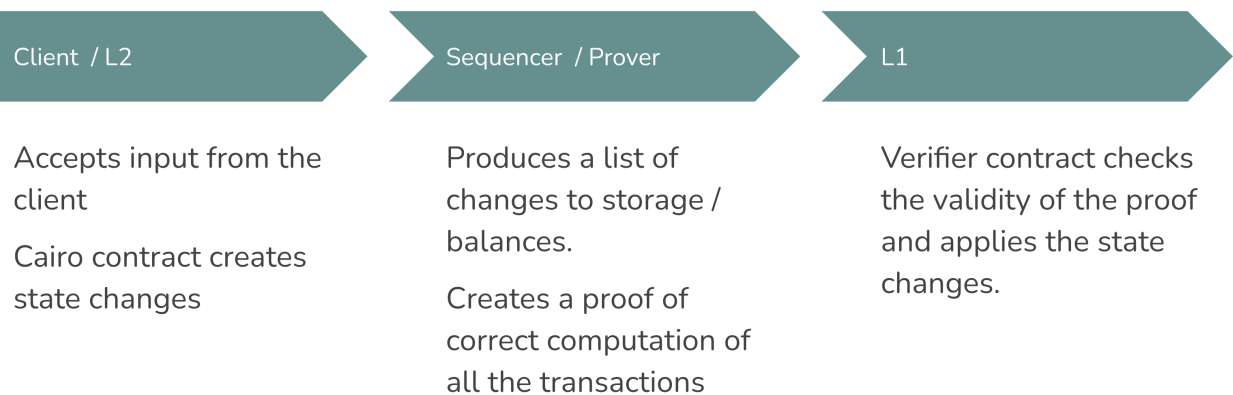 Client / L2
Accepts input from the
client
Cairo contract creates
state changes
Sequencer / Prover
Produces a list of
changes to storage /
balances.
Creates a proof of
correct computation of
all the transactions
L1
Verifier contract checks
the validity of the proof
and applies the state
changes.